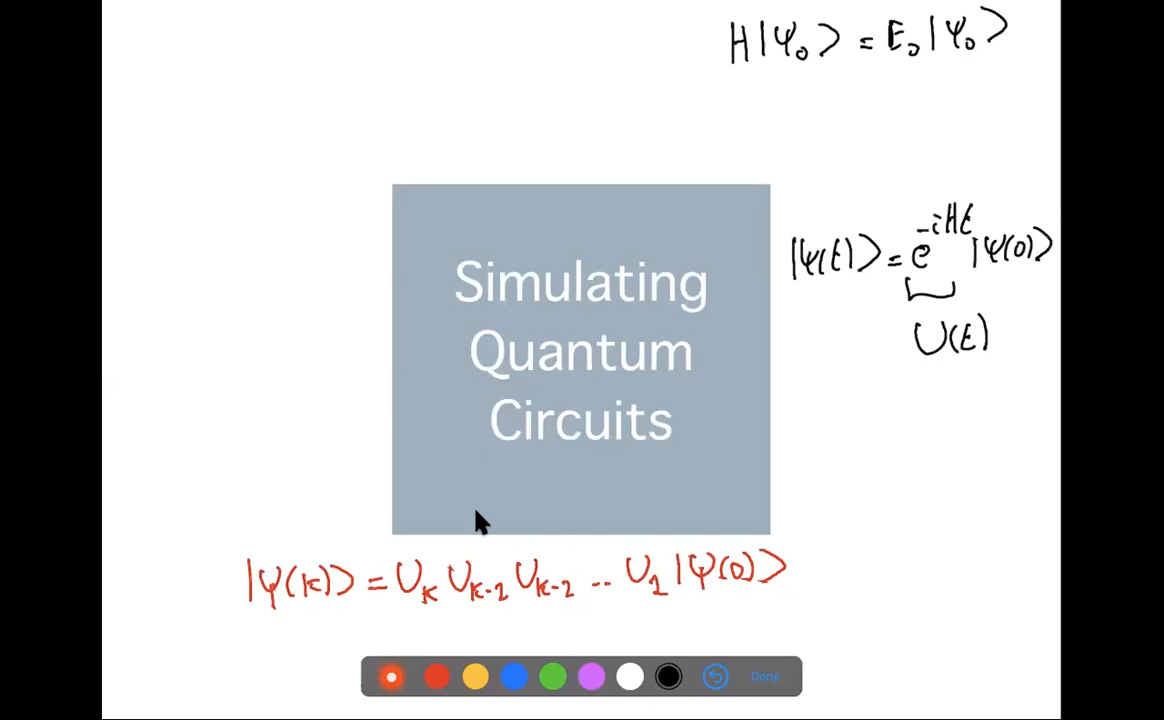 H|Ψ₀⟩ = E₀|Ψ₀⟩
Simulating
Quantum
Circuits
|Ψ(t)⟩ = e^{-iHt} |Ψ(0)⟩
U(t)
|Ψ(k)⟩ = U_k U_{k-1} U_{k-2} .. U_1 |Ψ(0)⟩
Done